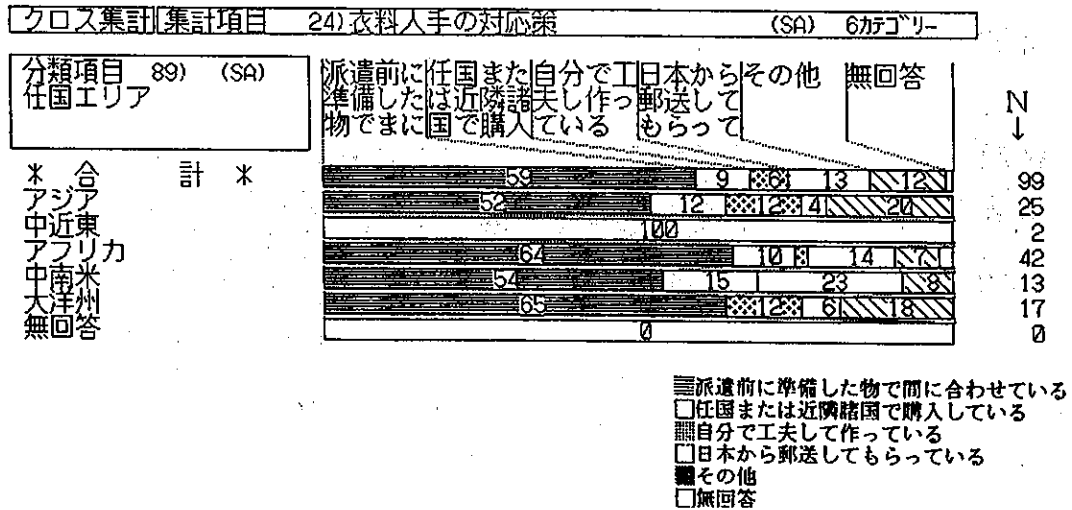 クロス集計 集計項目 24)衣料人手の対応策 (SA) 6カテゴリー
分類項目 89) (SA)
任国エリア
派遣前に 任国また 自分で工 日本から その他 無回答
準備した は近隣諸 夫し作っ 郵送して
物でまに 国で購入 ている もらって
N
↓
* 合 計 * 59 9 6 13 12 99
アジア 52 12 12 4 20 25
中近東 100 2
アフリカ 64 10 14 7 42
中南米 54 15 23 8 13
大洋州 65 12 6 18 17
無回答 0 0
派遣前に準備した物で間に合わせている
任国または近隣諸国で購入している
自分で工夫して作っている
日本から郵送してもらっている
その他
無回答